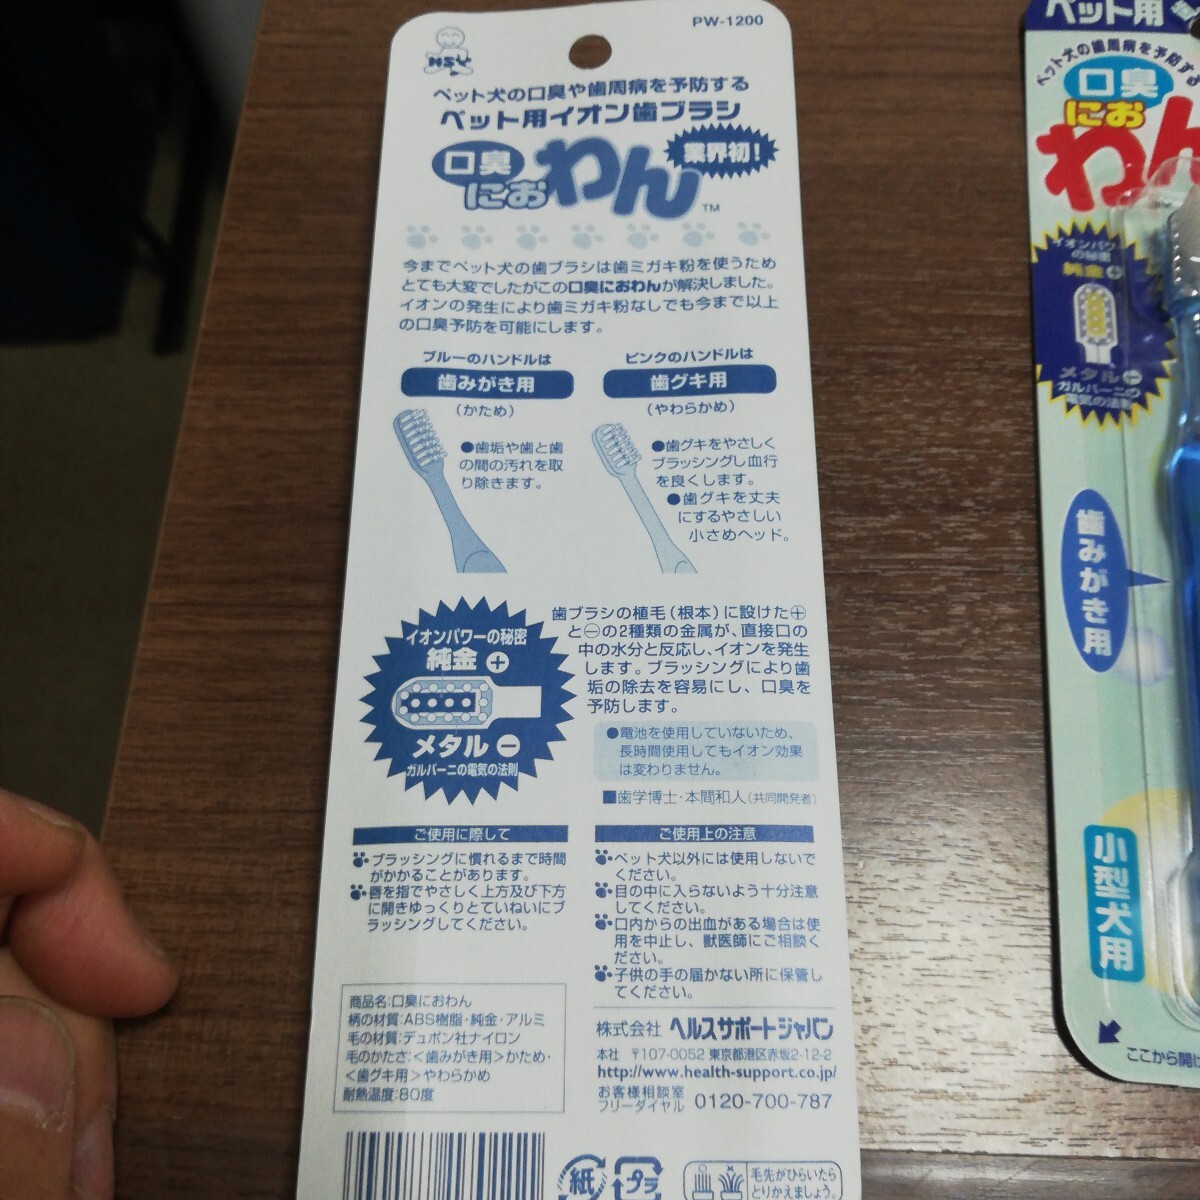 PW-1200
HSJ
ペット犬の口臭や歯周病を予防する
ペット用イオン歯ブラシ
業界初!
口臭
におわん™
今までペット犬の歯ブラシは歯ミガキ粉を使うため
とても大変でしたがこの口臭におわんが解決しました。
イオンの発生により歯ミガキ粉なしでも今まで以上
の口臭予防を可能にします。
ブルーのハンドルは
歯みがき用
(かため)
●歯垢や歯と歯
の間の汚れを取
り除きます。
ピンクのハンドルは
歯グキ用
(やわらかめ)
●歯グキをやさしく
ブラッシングし血行
を良くします。
●歯グキを丈夫
にするやさしい
小さめヘッド。
イオンパワーの秘密
純金⊕
メタル⊖
ガルバーニの電気の法則
歯ブラシの植毛(根本)に設けた⊕
と⊖の2種類の金属が、直接口の
中の水分と反応し、イオンを発生
します。ブラッシングにより歯
垢の除去を容易にし、口臭を
予防します。
●電池を使用していないため、
長時間使用してもイオン効果
は変わりません。
■歯学博士・本間和人(共同開発者)
ご使用に際して
ブラッシングに慣れるまで時間
がかることがあります。
唇を指でやさしく上方及び下方
に開きゆっくりとていねいにブ
ラッシングしてください。
ご使用上の注意
ペット犬以外には使用しないで
ください。
目の中に入らないよう十分注意
してください。
口内からの出血がある場合は使
用を中止し、獣医師にご相談く
ださい。
子供の手の届かない所に保管し
てください。
商品名:口臭におわん
柄の材質:ABS樹脂・純金・アルミ
毛の材質:デュポン社ナイロン
毛のかたさ:<歯みがき用>かため・
<歯グキ用>やわらかめ
耐熱温度:80度
株式会社 ヘルスサポートジャパン
本社 〒107-0052 東京都港区赤坂2-12-2
http://www.health-support.co.jp/
お客様相談室
フリーダイヤル 0120-700-787
紙
プラ
毛先がひらいたら
とりかえましょう。
ペット用
ペット犬の歯周病を予防する
口臭
にお
わん
イオンパワー
の秘密
純金⊕
メタル
ガルバーニの
電気の法則
歯みがき用
小型犬用
ここから開け